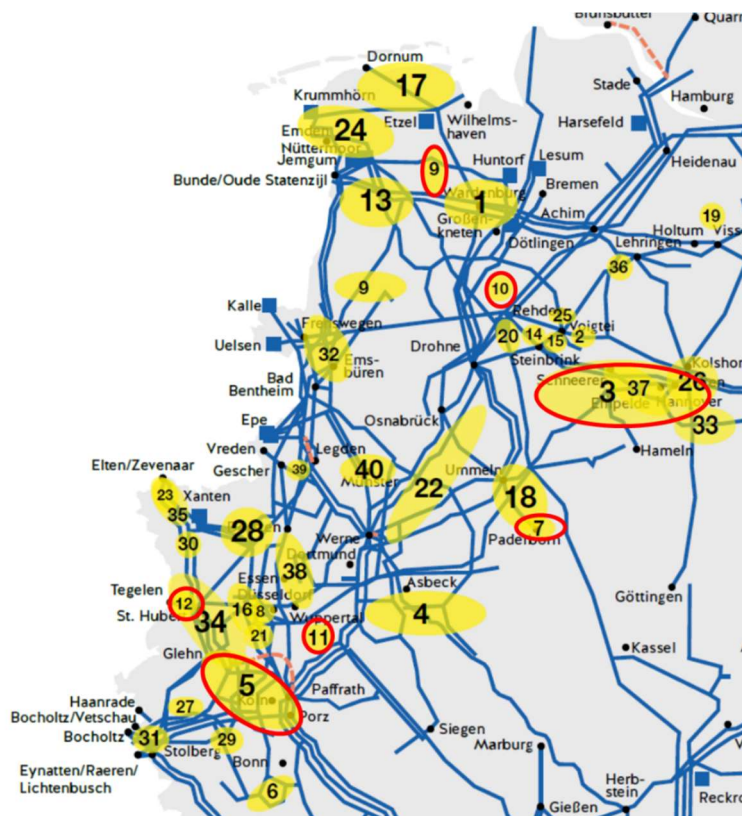 Brunsbüttel
Quar
Dornum
17
Krummhörn
Stade
Hamburg
Etzel
Wilhelms-
haven
Harsefeld
24
Emden
Nüttermoor
Jemgum
Bunde/Oude Statenzijl
9
Huntorf
Lesum
Heidenau
Wardenburg
Bremen
13
1
Großen-
kneten
Achim
Dötlingen
19
Holtum
Viss
Lehringen
36
9
10
Kalle
Rehden
25
Voigtei
Frenswegen
20
14
15
2
Uelsen
32
Ems-
büren
Drohne
Steinbrink
Kolshorn
Bad
Bentheim
3
37
26
Empelde
Hannover
Osnabrück
33
Epe
Hameln
Vreden
Legden
Gescher
39
40
Münster
Ummeln
Elten/Zevenaar
22
18
23
Xanten
35
28
7
Paderborn
30
Werne
Dortmund
38
Essen
Asbeck
Göttingen
Tegelen
12
Düsseldorf
16
8
4
St. Huber
34
Wuppertal
11
21
Glehn
Kassel
5
Köln
Paffrath
Haanrade
27
Bocholtz/Vetschau
Porz
Bocholtz
31
29
Siegen
Stolberg
Marburg
Bonn
Eynatten/Raeren/
Lichtenbusch
6
Herb-
stein
Reckro
Gießen